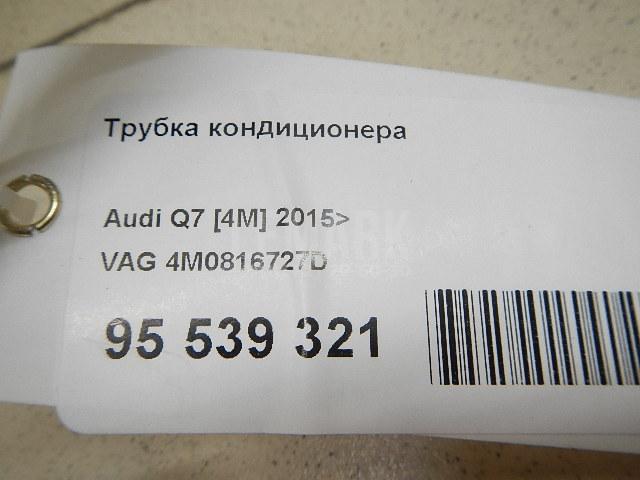 Трубка кондиционера
Audi Q7 [4M] 2015>
VAG 4M0816727D
95 539 321